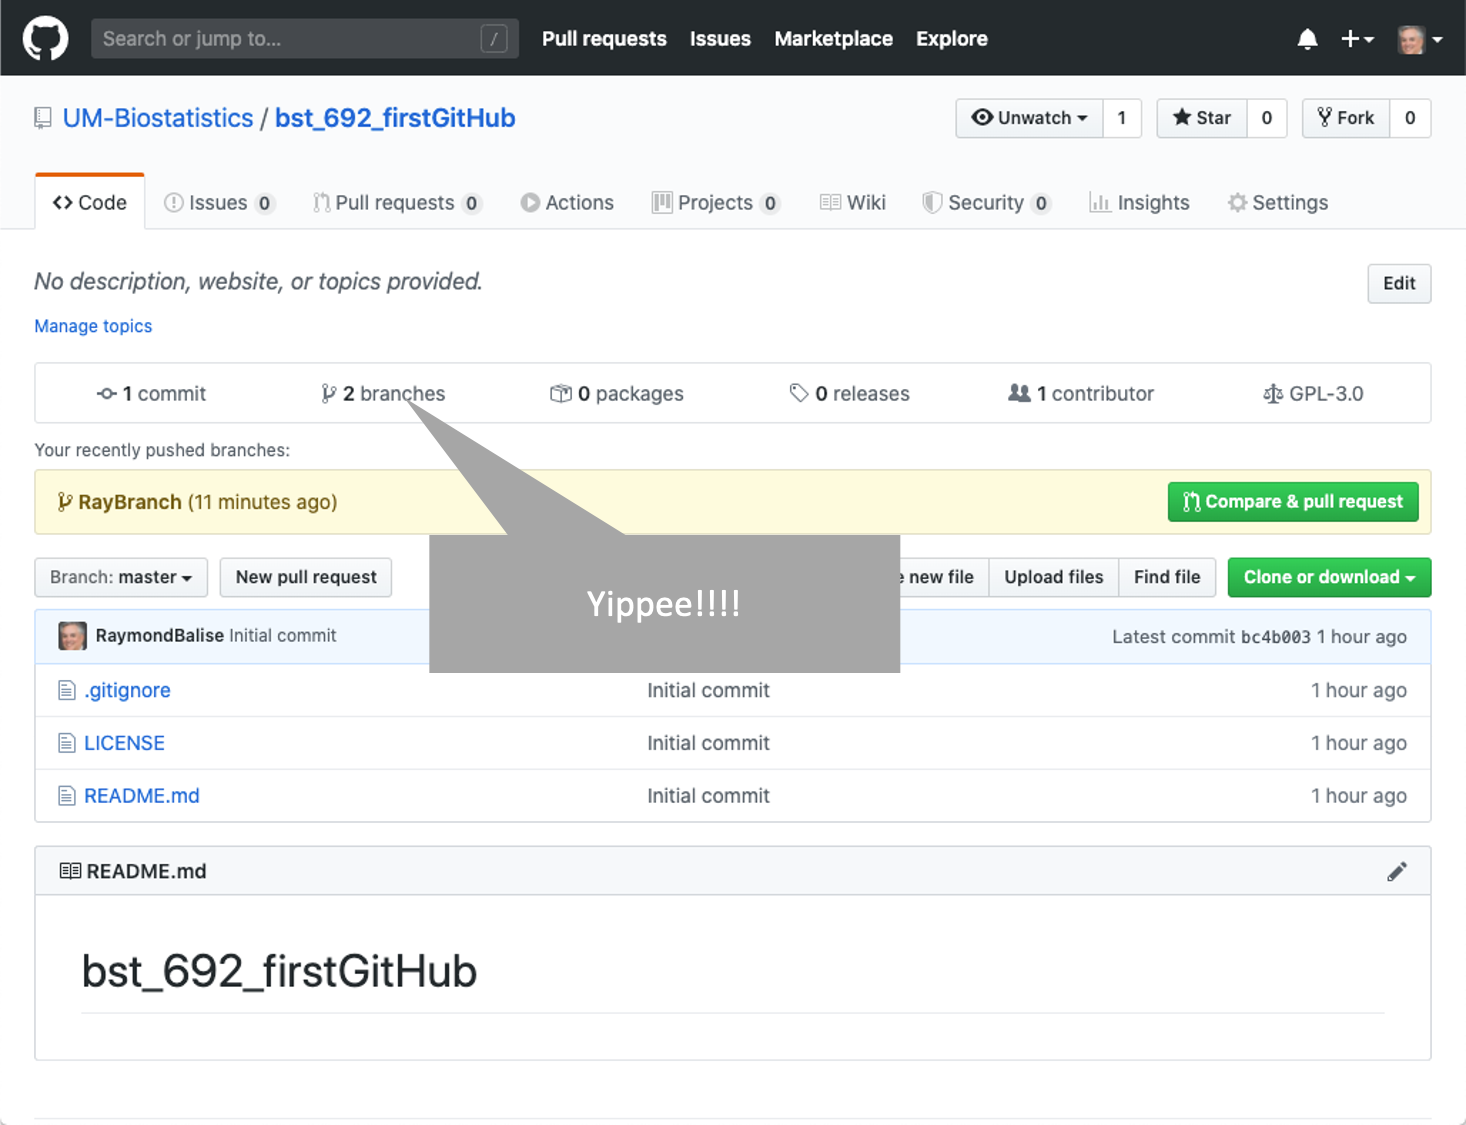 Search or jump to... / Pull requests Issues Marketplace Explore
UM-Biostatistics / bst_692_firstGitHub Unwatch 1 Star 0 Fork 0
Code Issues 0 Pull requests 0 Actions Projects 0 Wiki Security 0 Insights Settings
No description, website, or topics provided. Edit
Manage topics
1 commit 2 branches 0 packages 0 releases 1 contributor GPL-3.0
Your recently pushed branches:
RayBranch (11 minutes ago) Compare & pull request
Branch: master New pull request e new file Upload files Find file Clone or download
Yippee!!!!
RaymondBalise Initial commit Latest commit bc4b003 1 hour ago
.gitignore Initial commit 1 hour ago
LICENSE Initial commit 1 hour ago
README.md Initial commit 1 hour ago
README.md
bst_692_firstGitHub